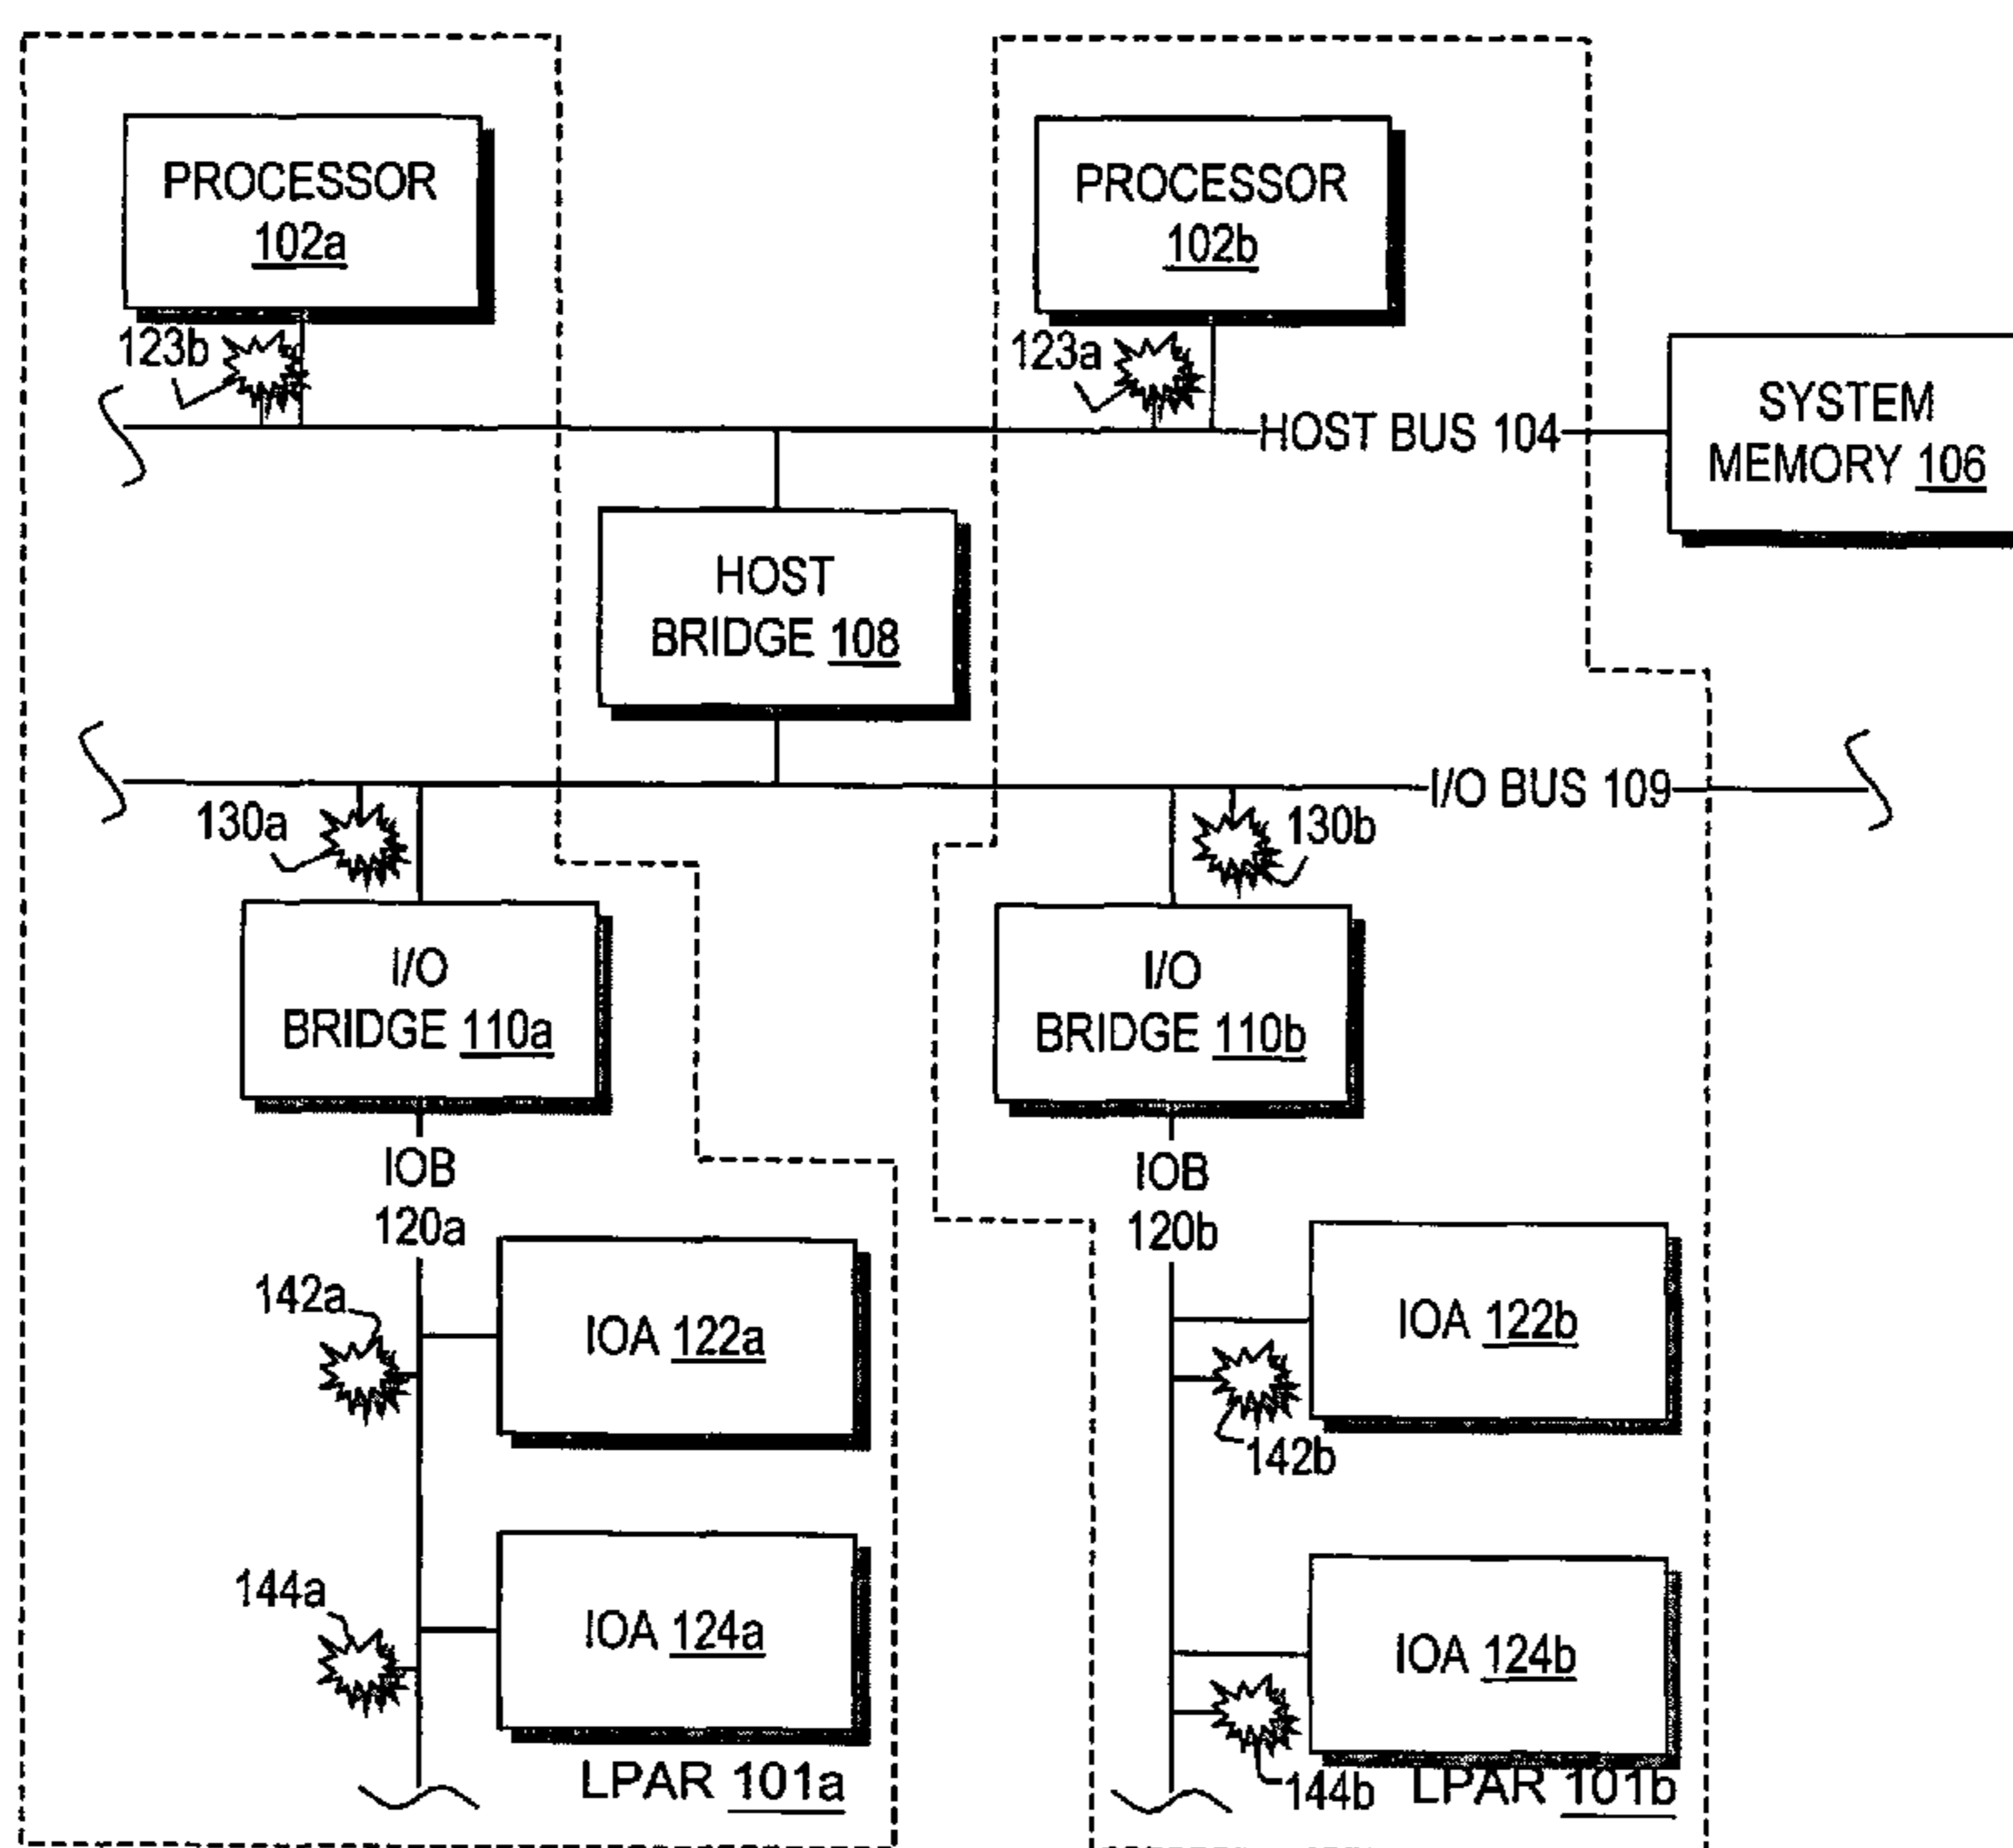 PROCESSOR
102a
PROCESSOR
102b
123b
123a
HOST BUS 104
SYSTEM
MEMORY 106
HOST
BRIDGE 108
I/O BUS 109
130a
130b
I/O
BRIDGE 110a
I/O
BRIDGE 110b
IOB
120a
IOB
120b
142a
IOA 122a
IOA 122b
142b
144a
IOA 124a
IOA 124b
144b
LPAR 101a
LPAR 101b